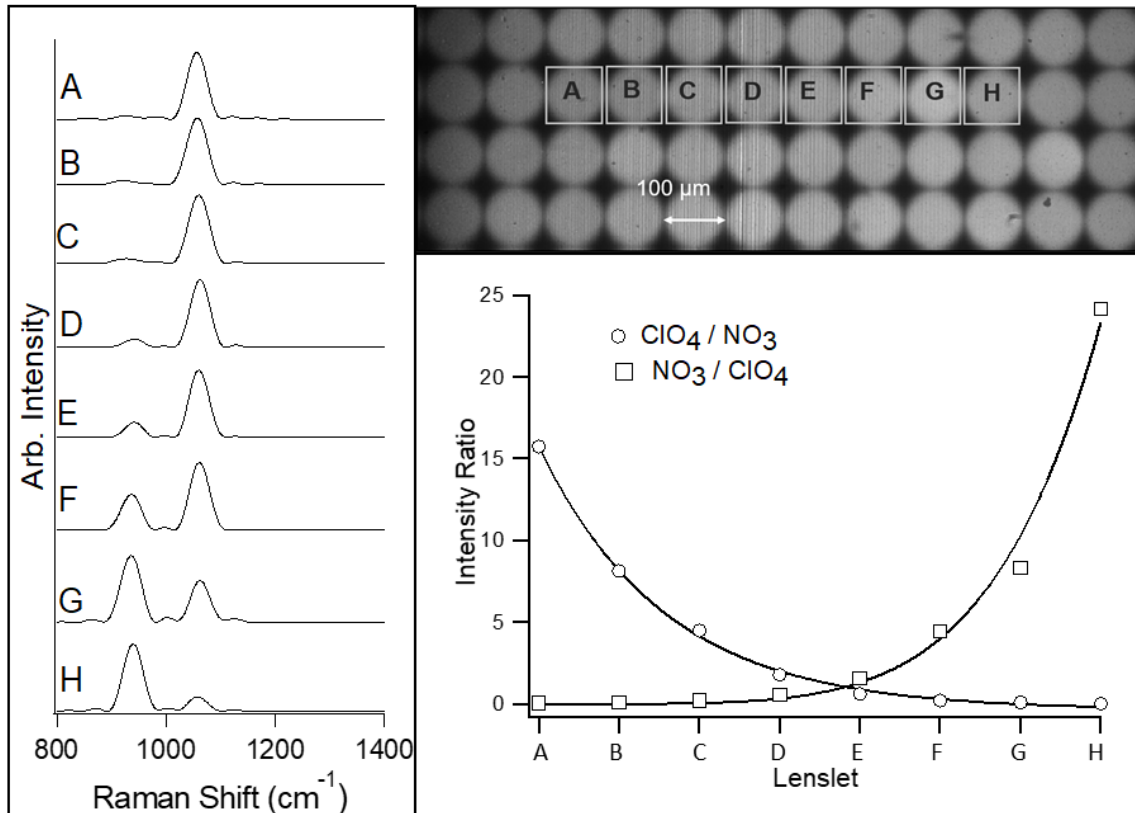 A
B
C
D
E
F
G
H
Arb. Intensity
800
1000
1200
1400
Raman Shift (cm⁻¹)
A B C D E F G H
100 µm
25
20
15
10
5
0
Intensity Ratio
ClO₄ / NO₃
NO₃ / ClO₄
A B C D E F G H
Lenslet